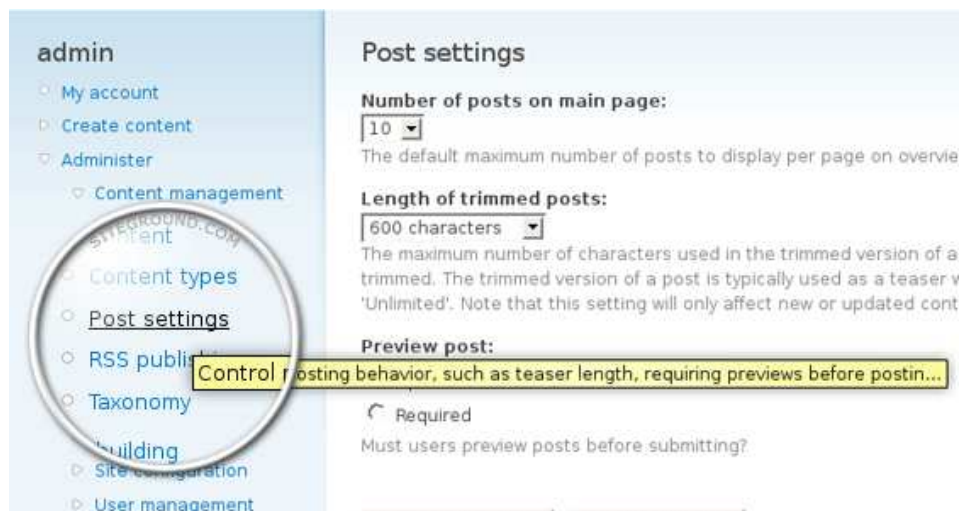 admin
My account
Create content
Administer
Content management
SITEGROUND.COM
Content types
Post settings
RSS
Taxonomy
building
Site configuration
User management
Post settings
Number of posts on main page:
10
The default maximum number of posts to display per page on
Length of trimmed posts:
600 characters
The maximum number of characters used in the trimmed version of a
trimmed. The trimmed version of a post is typically used as a teaser
'Unlimited'. Note that this setting will only affect new or updated
Preview post:
Control posting behavior, such as teaser length, requiring previews before postin...
Required
Must users preview posts before submitting?